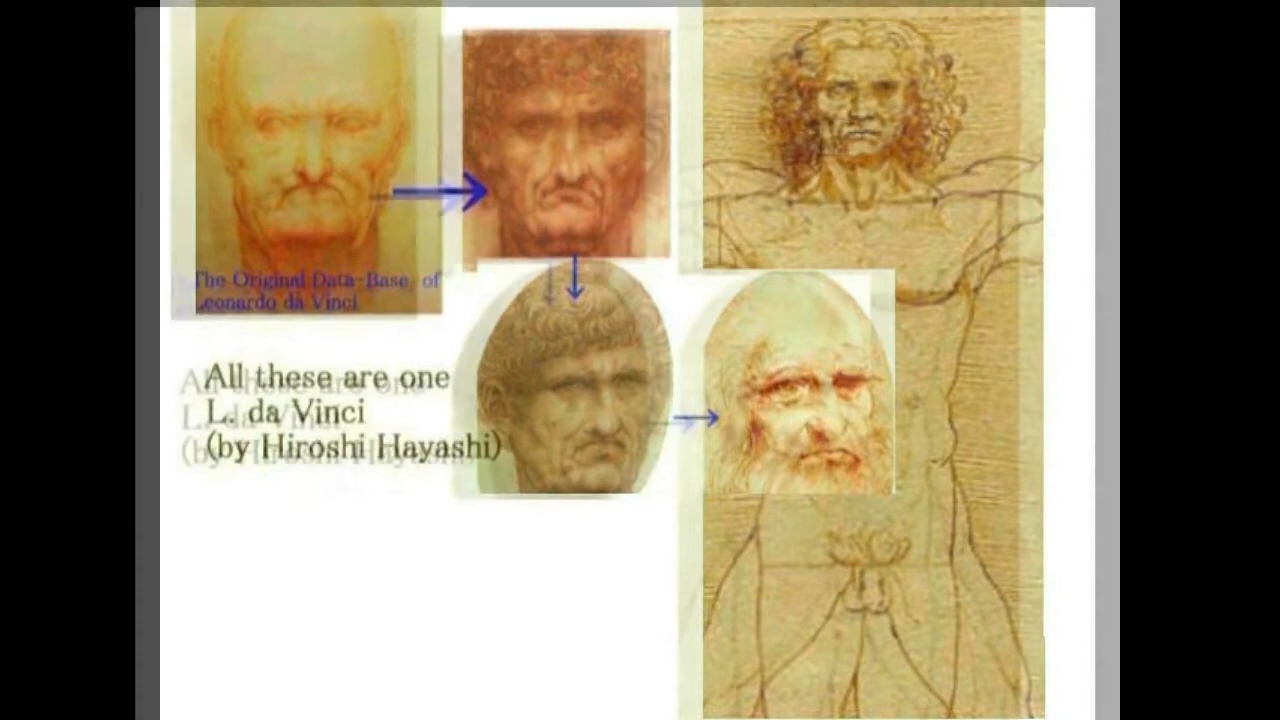 The Original Data-Base of
Leonardo da Vinci
All these are one
L. da Vinci
(by Hiroshi Hayashi)